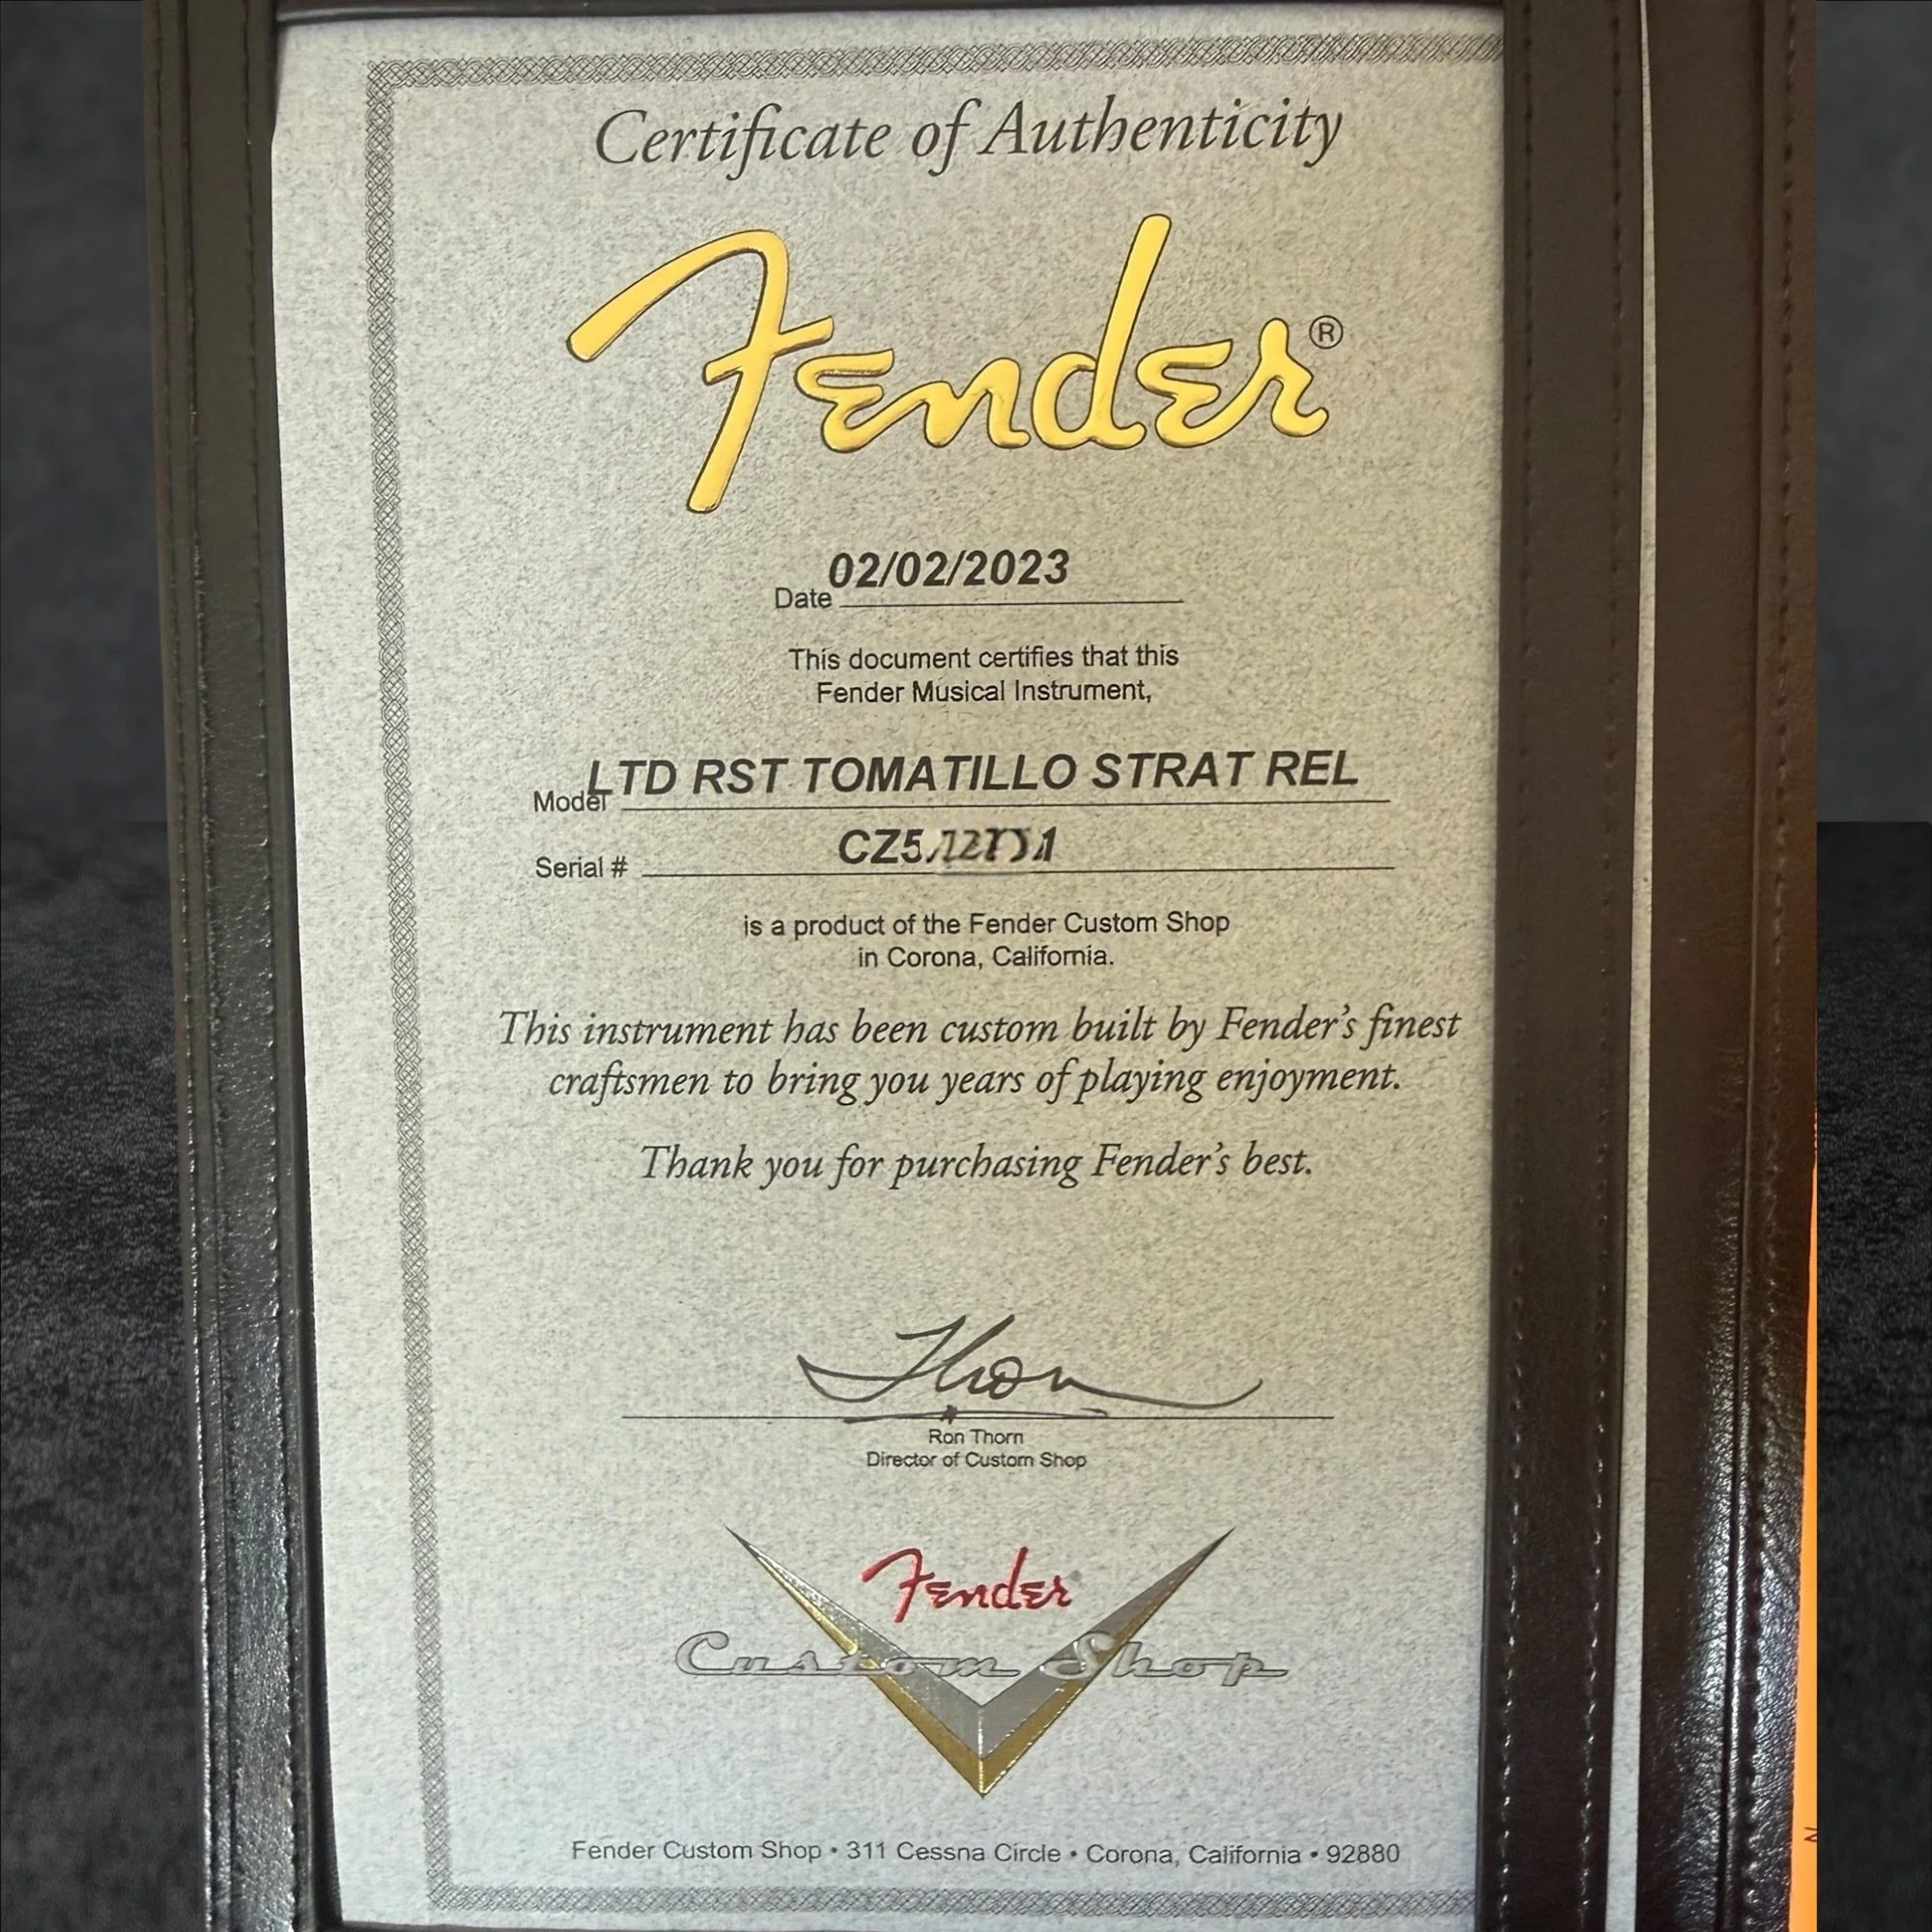 Certificate of Authenticity
Fender®
02/02/2023
Date
This document certifies that this
Fender Musical Instrument,
LTD RST TOMATILLO STRAT REL
Model
Serial #
is a product of the Fender Custom Shop
in Corona, California.
This instrument has been custom built by Fender's finest
craftsmen to bring you years of playing enjoyment.
Thank you for purchasing Fender's best.
Thorn
Ron Thorn
Director of Custom Shop
Fender
Custom Shop
Fender Custom Shop • 311 Cessna Circle • Corona, California • 92880